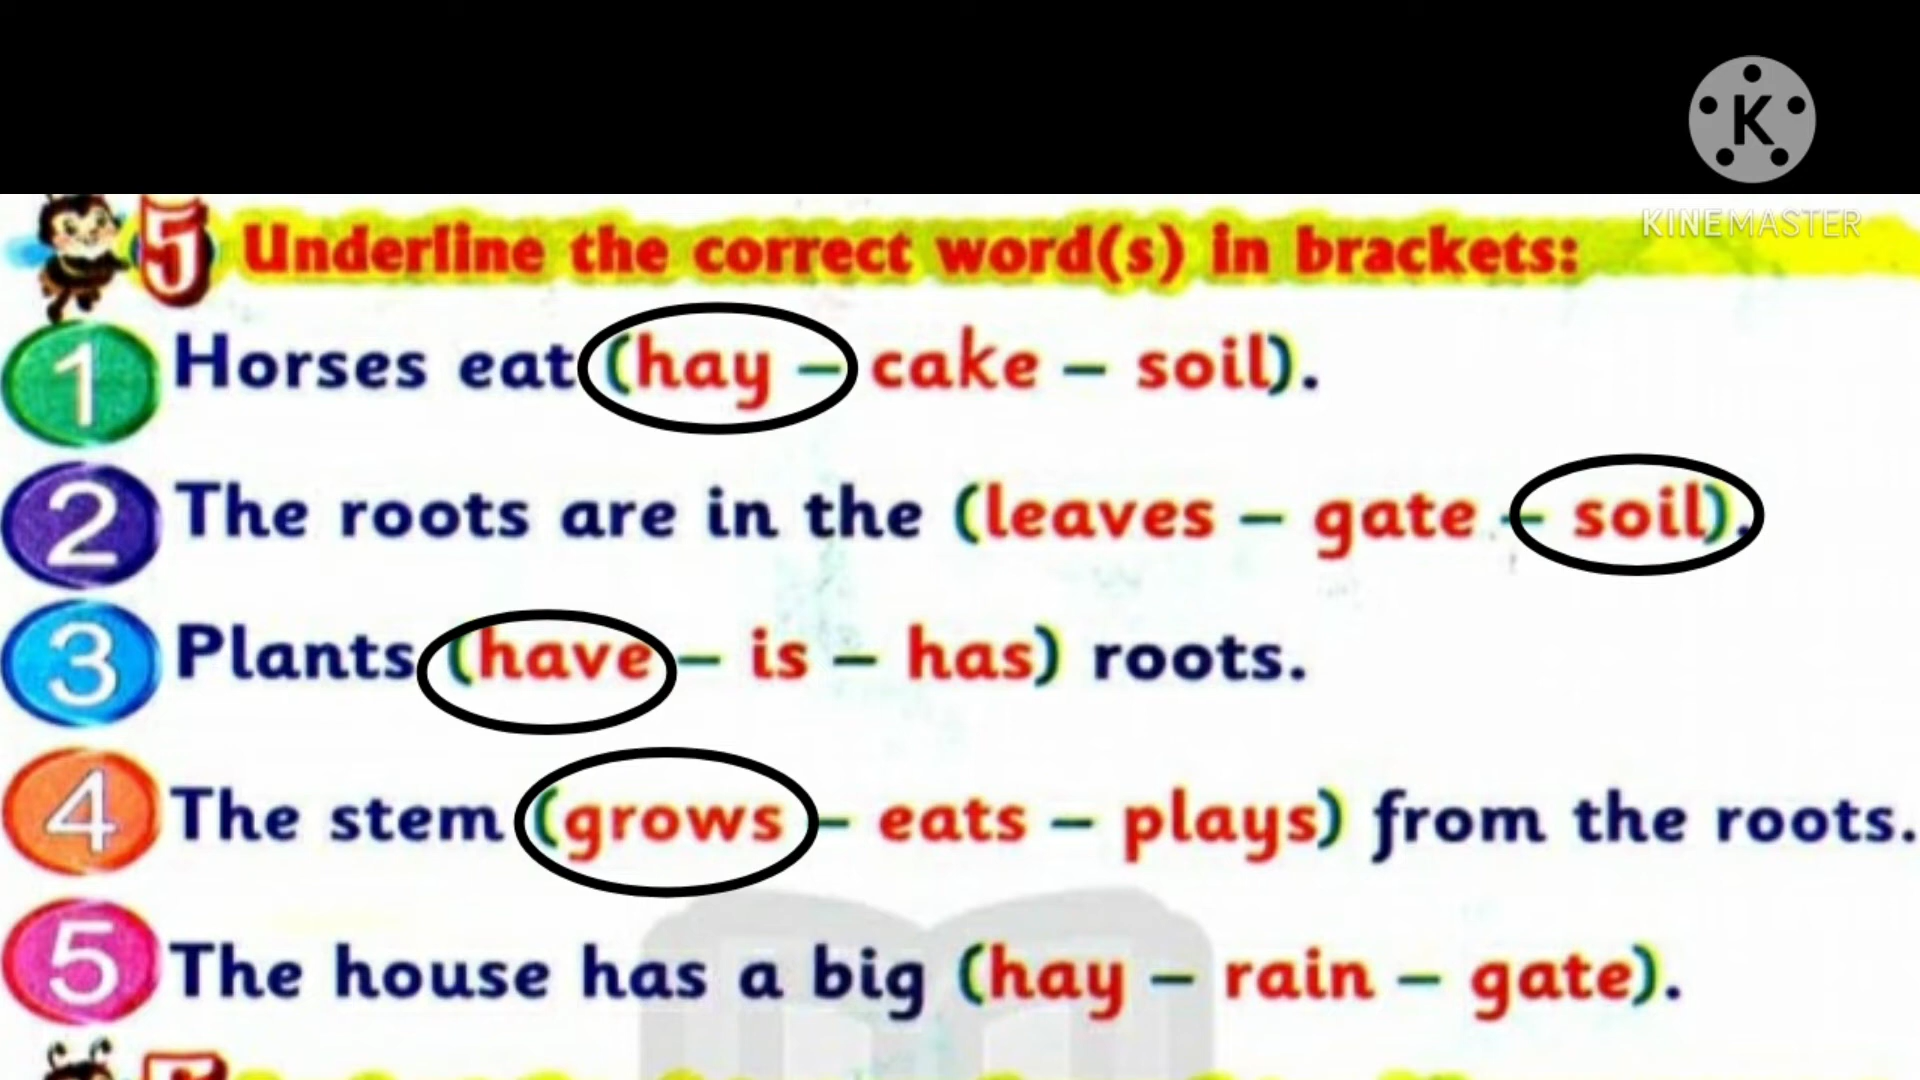 K
KINEMASTER
5 Underline the correct word(s) in brackets:
1 Horses eat (hay – cake – soil).
2 The roots are in the (leaves – gate – soil).
3 Plants (have – is – has) roots.
4 The stem (grows – eats – plays) from the roots.
5 The house has a big (hay – rain – gate).